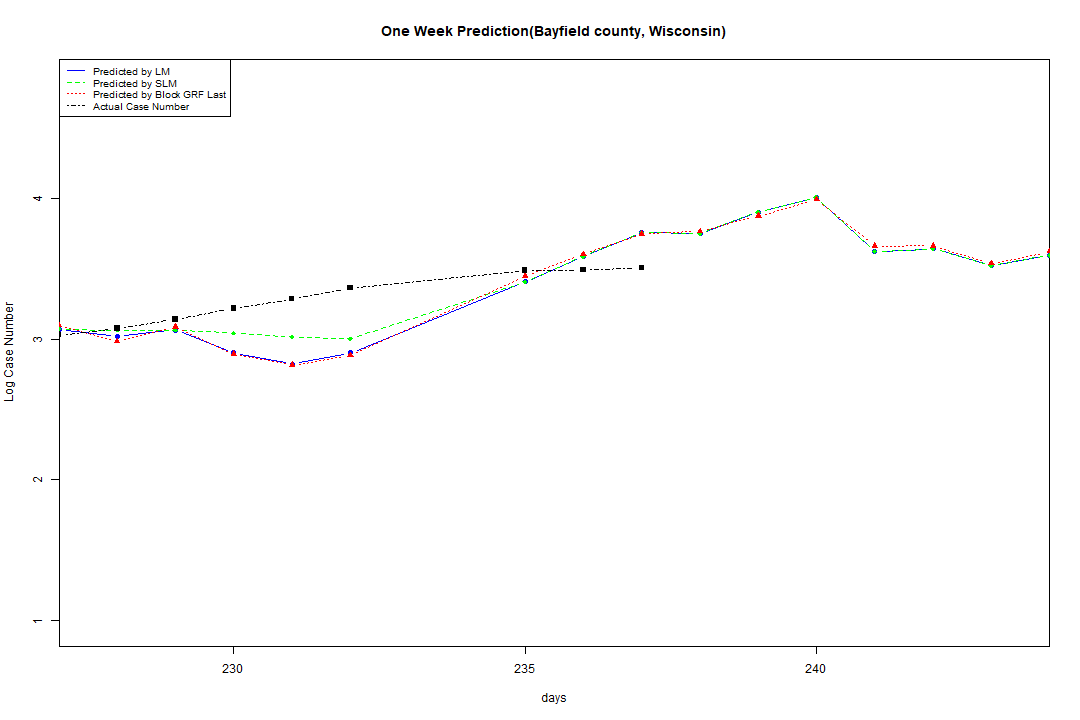 One Week Prediction(Bayfield county, Wisconsin)
Predicted by LM
Predicted by SLM
Predicted by Block GRF Last
Actual Case Number
4
3
2
1
Log Case Number
230 235 240
days